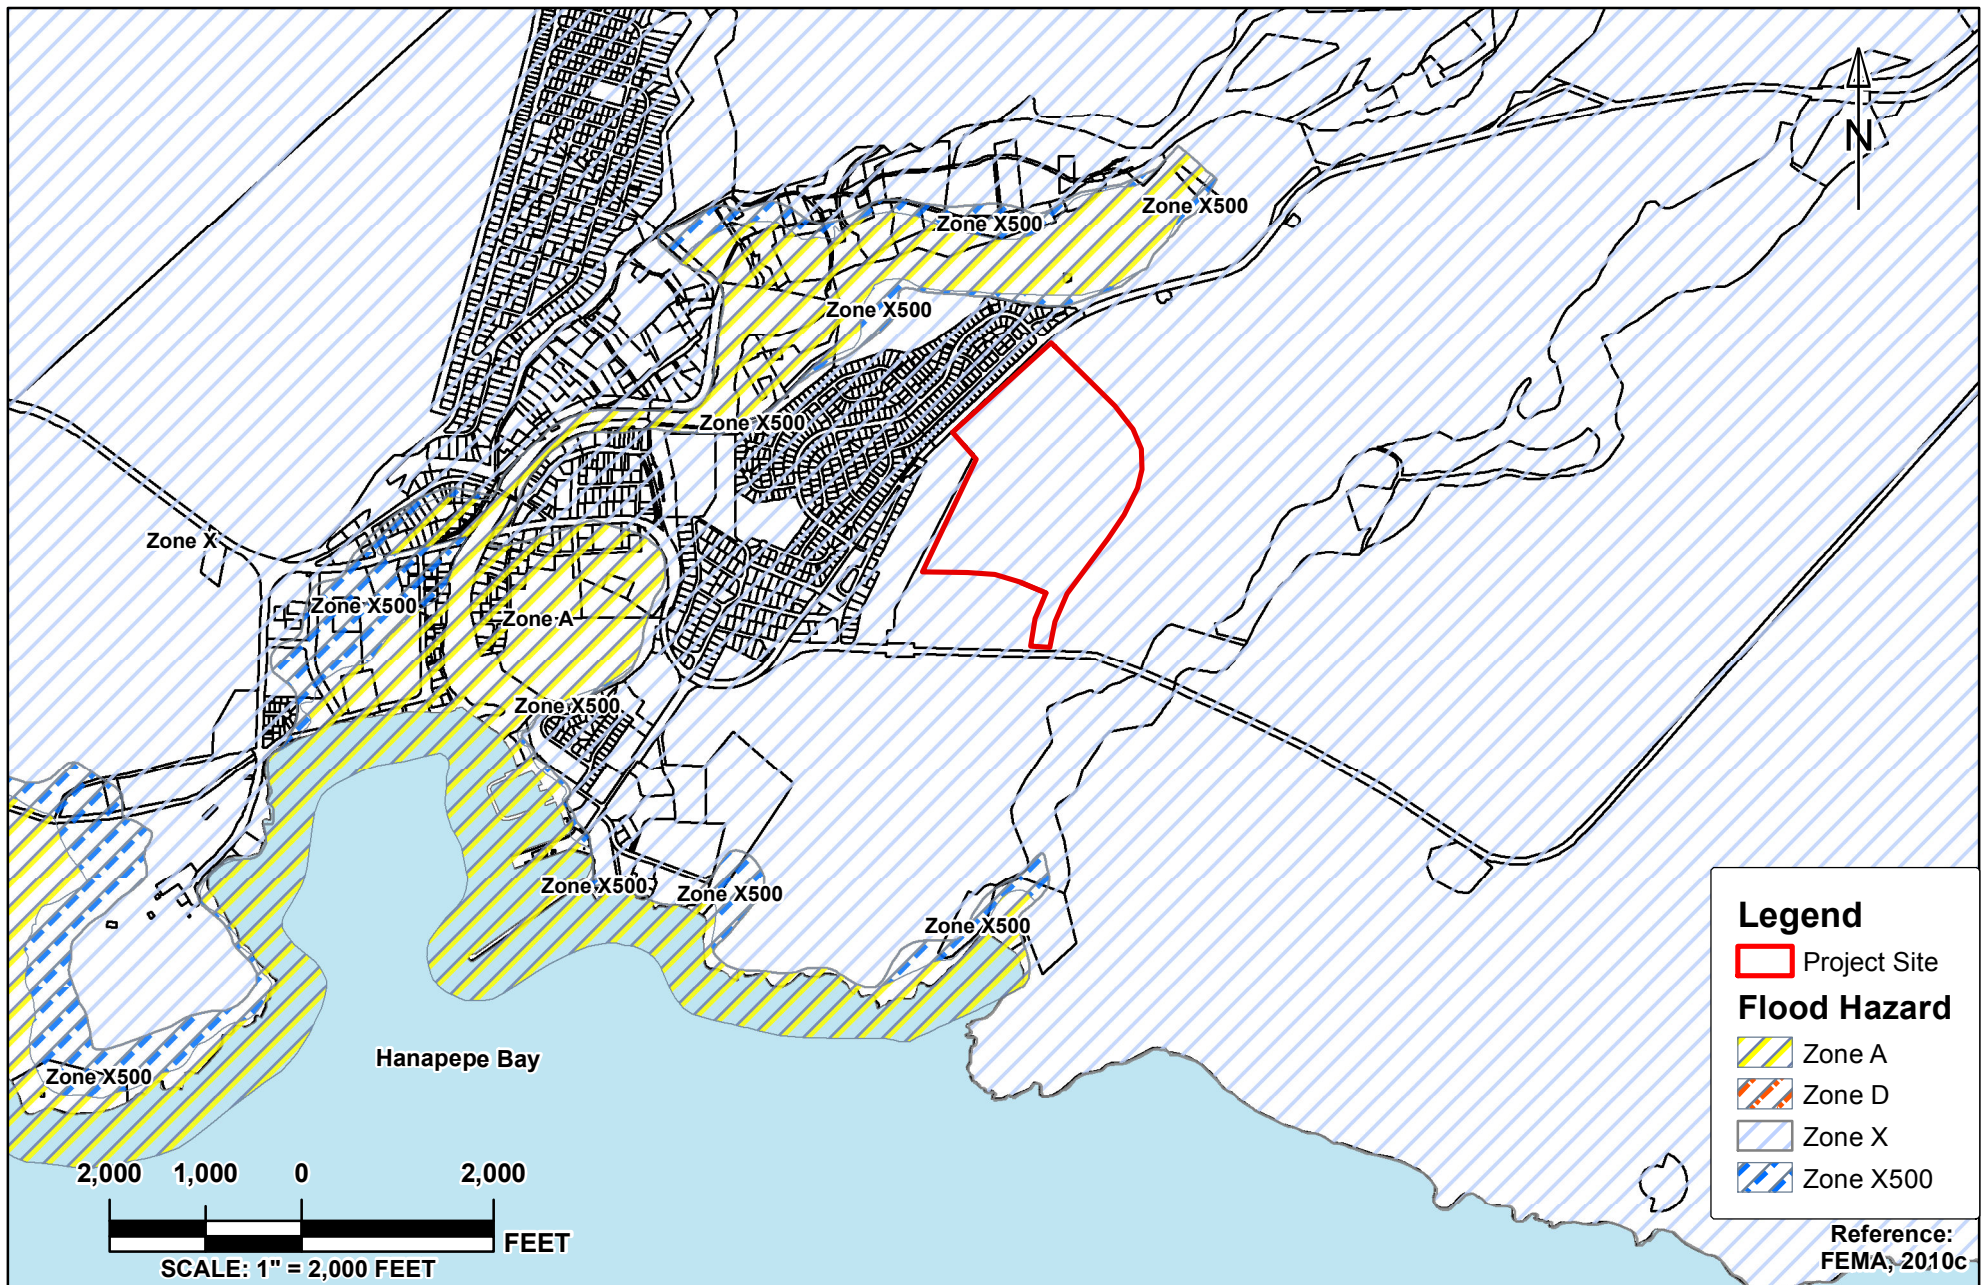 N
Zone X500
Zone X500
Zone X500
Zone X500
Zone X
Zone X500
Zone A
Zone X500
Zone X500
Zone X500
Zone X500
Zone X500
Hanapepe Bay
2,000 1,000 0 2,000
FEET
SCALE: 1" = 2,000 FEET
Legend
Project Site
Flood Hazard
Zone A
Zone D
Zone X
Zone X500
Reference:
FEMA, 2010c